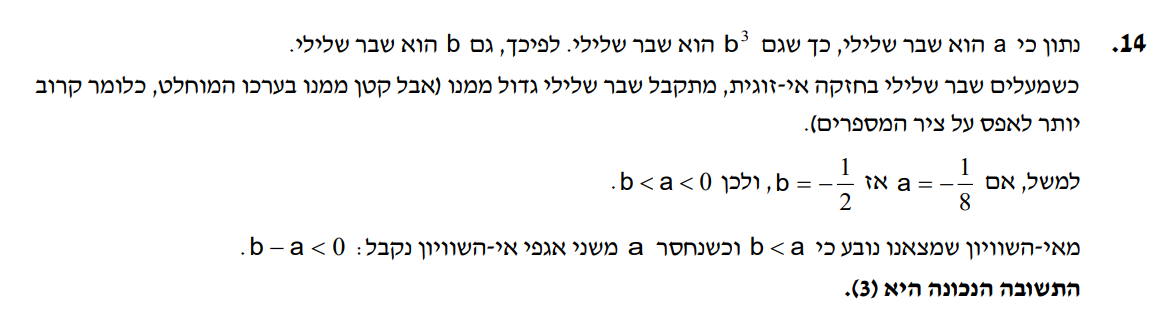 14. נתון כי a הוא שבר שלילי, כך שגם b³ הוא שבר שלילי. לפיכך, גם b הוא שבר שלילי.
כשמעלים שבר שלילי בחזקה אי-זוגית, מתקבל שבר שלילי גדול ממנו (אבל קטן ממנו בערכו המוחלט, כלומר קרוב
יותר לאפס על ציר המספרים).
למשל, אם a = −1/8 אז b = −1/2, ולכן b < a < 0.
מאי-השוויון שמצאנו נובע כי b < a וכשנחסר a משני אגפי אי-השוויון נקבל: b − a < 0.
התשובה הנכונה היא (3).